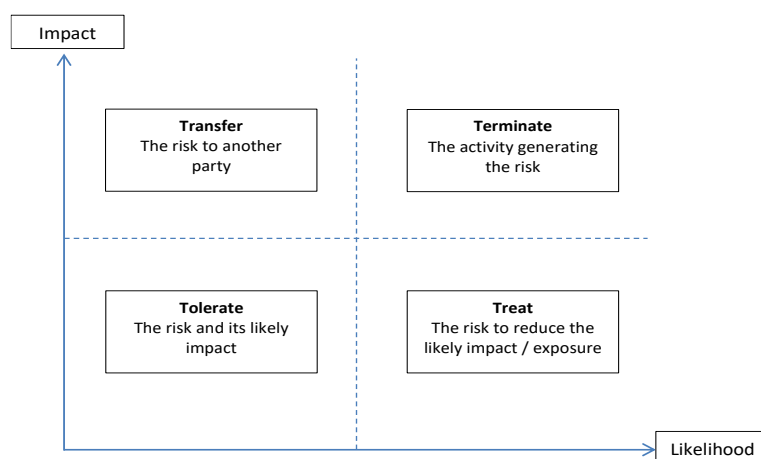 Impact
Transfer
The risk to another
party
Terminate
The activity generating
the risk
Tolerate
The risk and its likely
impact
Treat
The risk to reduce the
likely impact / exposure
Likelihood